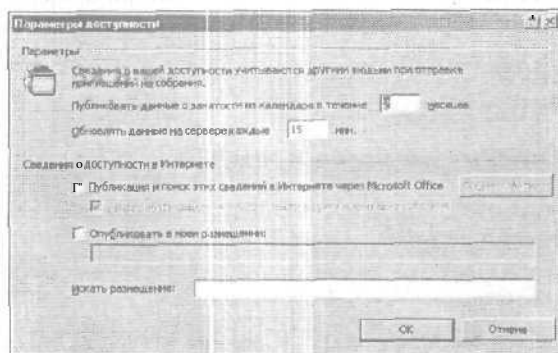 Параметры доступности
Параметры
Сведения о вашей доступности учитываются другими людьми при отправке
приглашений на собрания.
Публиковать данные о занятости из календаря в течение месяцев
Обновлять данные на сервере каждые 15 мин.
Сведения о доступности в Интернете
Публикация и поиск этих сведений в Интернете через Microsoft Office
Опубликовать в моем размещении:
Искать размещение:
OK Отмена